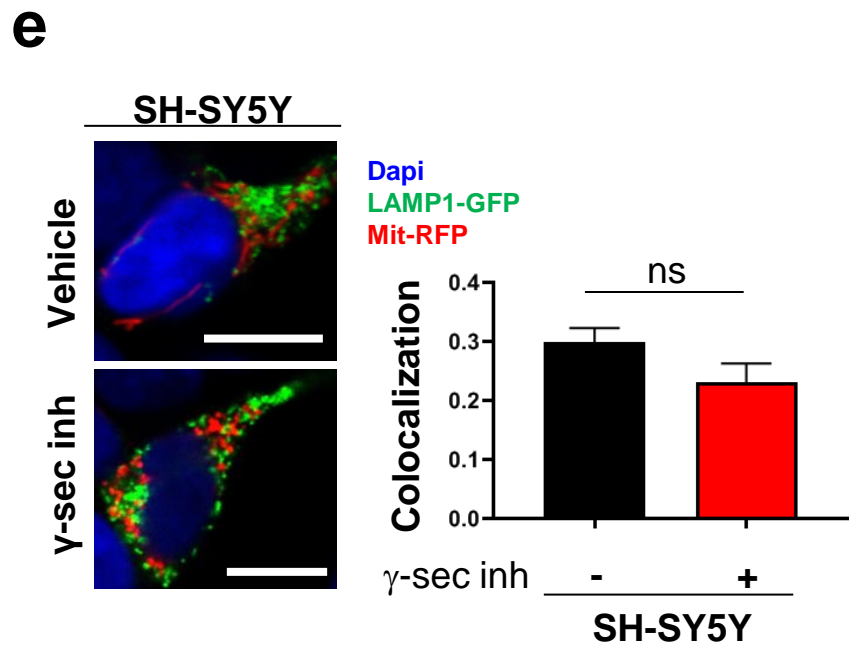 e
SH-SY5Y
Vehicle
γ-sec inh
Dapi
LAMP1-GFP
Mit-RFP
ns
Colocalization
0.4
0.3
0.2
0.1
0.0
γ-sec inh - +
SH-SY5Y